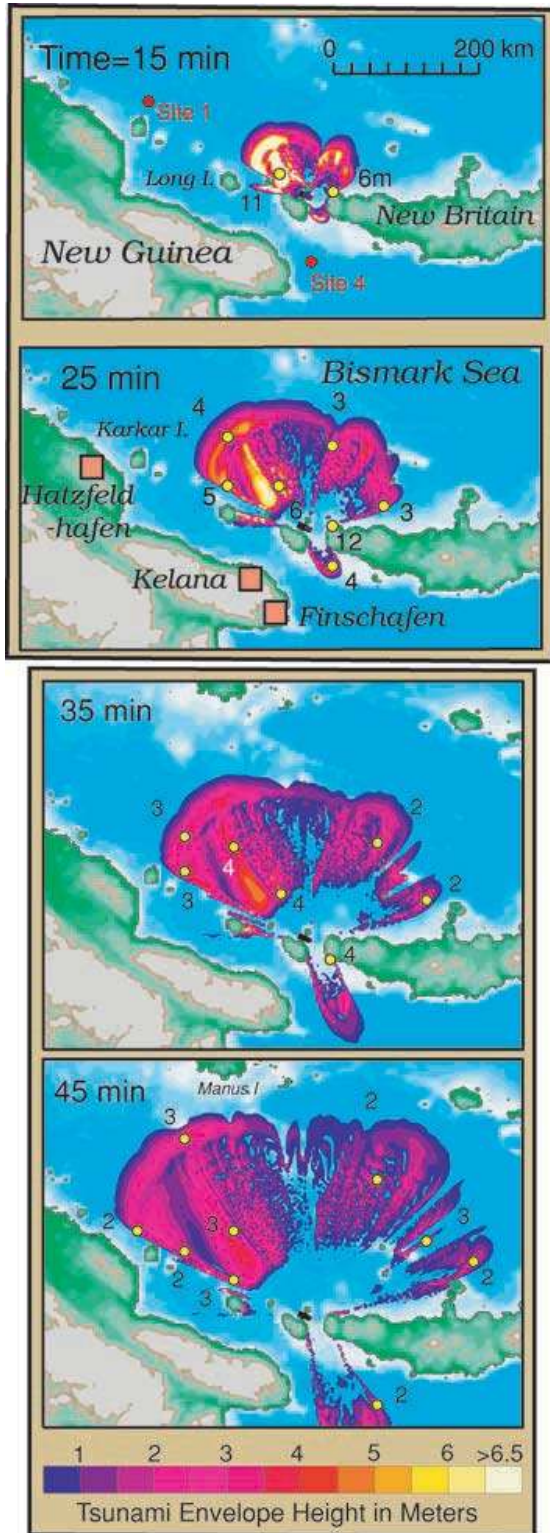 Time=15 min
0 200 km
Site 1
Long I.
11
6m
New Britain
New Guinea
Site 4
25 min
Bismark Sea
4
3
Karkar I.
Hatzfeld
-hafen
5
6
3
12
Kelana
4
Finschafen
35 min
3
2
4
3
4
2
4
45 min
Manus I
3
2
2
3
3
2
2
3
2
1 2 3 4 5 6 >6.5
Tsunami Envelope Height in Meters